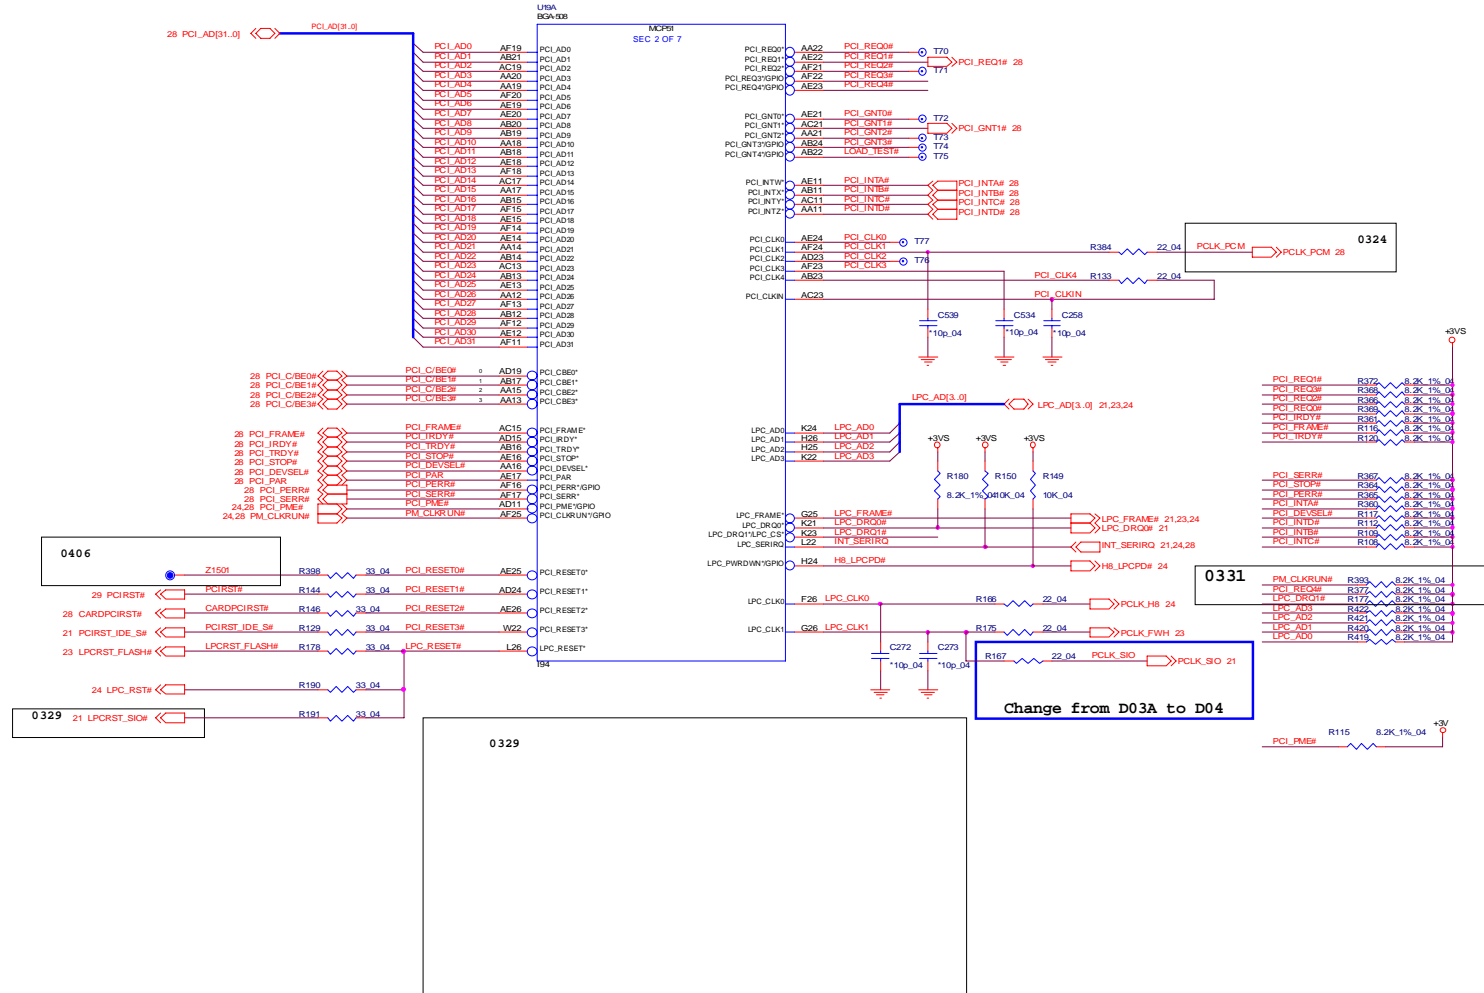 U19A
BGA-508
MCP51
SEC 2 OF 7
28 PCI_AD[31..0]
PCI_AD[31..0]
PCI_AD0 AF19 PCI_AD0
PCI_AD1 AB21 PCI_AD1
PCI_AD2 AC19 PCI_AD2
PCI_AD3 AA20 PCI_AD3
PCI_AD4 AA19 PCI_AD4
PCI_AD5 AF20 PCI_AD5
PCI_AD6 AE19 PCI_AD6
PCI_AD7 AE20 PCI_AD7
PCI_AD8 AB20 PCI_AD8
PCI_AD9 AB19 PCI_AD9
PCI_AD10 AA18 PCI_AD10
PCI_AD11 AB18 PCI_AD11
PCI_AD12 AE18 PCI_AD12
PCI_AD13 AF18 PCI_AD13
PCI_AD14 AC17 PCI_AD14
PCI_AD15 AA17 PCI_AD15
PCI_AD16 AB15 PCI_AD16
PCI_AD17 AF15 PCI_AD17
PCI_AD18 AE15 PCI_AD18
PCI_AD19 AF14 PCI_AD19
PCI_AD20 AE14 PCI_AD20
PCI_AD21 AA14 PCI_AD21
PCI_AD22 AB14 PCI_AD22
PCI_AD23 AC13 PCI_AD23
PCI_AD24 AB13 PCI_AD24
PCI_AD25 AE13 PCI_AD25
PCI_AD26 AA12 PCI_AD26
PCI_AD27 AF13 PCI_AD27
PCI_AD28 AB12 PCI_AD28
PCI_AD29 AF12 PCI_AD29
PCI_AD30 AE12 PCI_AD30
PCI_AD31 AF11 PCI_AD31
28 PCI_C/BE0# PCI_C/BE0# 0 AD19 PCI_CBE0*
28 PCI_C/BE1# PCI_C/BE1# 1 AB17 PCI_CBE1*
28 PCI_C/BE2# PCI_C/BE2# 2 AA15 PCI_CBE2*
28 PCI_C/BE3# PCI_C/BE3# 3 AA13 PCI_CBE3*
28 PCI_FRAME# PCI_FRAME# AC15 PCI_FRAME*
28 PCI_IRDY# PCI_IRDY# AD15 PCI_IRDY*
28 PCI_TRDY# PCI_TRDY# AB16 PCI_TRDY*
28 PCI_STOP# PCI_STOP# AE16 PCI_STOP*
28 PCI_DEVSEL# PCI_DEVSEL# AA16 PCI_DEVSEL*
28 PCI_PAR PCI_PAR AE17 PCI_PAR
28 PCI_PERR# PCI_PERR# AF16 PCI_PERR*/GPIO
28 PCI_SERR# PCI_SERR# AF17 PCI_SERR*
24,28 PCI_PME# PCI_PME# AD11 PCI_PME*/GPIO
24,28 PM_CLKRUN# PM_CLKRUN# AF25 PCI_CLKRUN*/GPIO
0406
Z1501 R398 33_04 PCI_RESET0# AE25 PCI_RESET0*
29 PCIRST# PCIRST# R144 33_04 PCI_RESET1# AD24 PCI_RESET1*
28 CARDPCIRST# CARDPCIRST# R146 33_04 PCI_RESET2# AE26 PCI_RESET2*
21 PCIRST_IDE_S# PCIRST_IDE_S# R129 33_04 PCI_RESET3# W22 PCI_RESET3*
23 LPCRST_FLASH# LPCRST_FLASH# R178 33_04 LPC_RESET# L26 LPC_RESET*
194
24 LPC_RST# R190 33_04
0329 21 LPCRST_SIO# R191 33_04
0329
PCI_REQ0* AA22 PCI_REQ0# T70
PCI_REQ1* AE22 PCI_REQ1# PCI_REQ1# 28
PCI_REQ2* AF21 PCI_REQ2# T71
PCI_REQ3*/GPIO AF22 PCI_REQ3#
PCI_REQ4*/GPIO AE23 PCI_REQ4#
PCI_GNT0* AE21 PCI_GNT0# T72
PCI_GNT1* AC21 PCI_GNT1# PCI_GNT1# 28
PCI_GNT2* AA21 PCI_GNT2# T73
PCI_GNT3*/GPIO AB24 PCI_GNT3# T74
PCI_GNT4*/GPIO AB22 LOAD_TEST# T75
PCI_INTW* AE11 PCI_INTA# PCI_INTA# 28
PCI_INTX* AB11 PCI_INTB# PCI_INTB# 28
PCI_INTY* AC11 PCI_INTC# PCI_INTC# 28
PCI_INTZ* AA11 PCI_INTD# PCI_INTD# 28
PCI_CLK0 AE24 PCI_CLK0 T77
PCI_CLK1 AF24 PCI_CLK1 R384 22_04 PCLK_PCM PCLK_PCM 28
0324
PCI_CLK2 AD23 PCI_CLK2 T76
PCI_CLK3 AF23 PCI_CLK3
PCI_CLK4 AB23 PCI_CLK4 R133 22_04
PCI_CLKIN AC23 PCI_CLKIN
C539 C534 C258
*10p_04 *10p_04 *10p_04
LPC_AD[3..0] LPC_AD[3..0] 21,23,24
LPC_AD0 K24 LPC_AD0
LPC_AD1 H26 LPC_AD1
LPC_AD2 H25 LPC_AD2
LPC_AD3 K22 LPC_AD3
+3VS +3VS +3VS
R180 R150 R149
8.2K_1%_04 10K_04 10K_04
LPC_FRAME* G25 LPC_FRAME# LPC_FRAME# 21,23,24
LPC_DRQ0* K21 LPC_DRQ0# LPC_DRQ0# 21
LPC_DRQ1*/LPC_CS* K23 LPC_DRQ1#
LPC_SERIRQ L22 INT_SERIRQ INT_SERIRQ 21,24,28
LPC_PWRDWN*/GPIO H24 H8_LPCPD# H8_LPCPD# 24
LPC_CLK0 F26 LPC_CLK0 R166 22_04 PCLK_H8 24
LPC_CLK1 G26 LPC_CLK1 R175 22_04 PCLK_FWH 23
C272 C273
*10p_04 *10p_04
R167 22_04 PCLK_SIO PCLK_SIO 21
Change from D03A to D04
+3VS
PCI_REQ1# R372 8.2K_1%_04
PCI_REQ3# R368 8.2K_1%_04
PCI_REQ2# R366 8.2K_1%_04
PCI_REQ0# R369 8.2K_1%_04
PCI_IRDY# R361 8.2K_1%_04
PCI_FRAME# R116 8.2K_1%_04
PCI_TRDY# R120 8.2K_1%_04
PCI_SERR# R367 8.2K_1%_04
PCI_STOP# R364 8.2K_1%_04
PCI_PERR# R365 8.2K_1%_04
PCI_INTA# R360 8.2K_1%_04
PCI_DEVSEL# R117 8.2K_1%_04
PCI_INTD# R112 8.2K_1%_04
PCI_INTB# R109 8.2K_1%_04
PCI_INTC# R108 8.2K_1%_04
0331
PM_CLKRUN# R393 8.2K_1%_04
PCI_REQ4# R377 8.2K_1%_04
LPC_DRQ1# R177 8.2K_1%_04
LPC_AD3 R422 8.2K_1%_04
LPC_AD2 R421 8.2K_1%_04
LPC_AD1 R420 8.2K_1%_04
LPC_AD0 R419 8.2K_1%_04
+3V
PCI_PME# R115 8.2K_1%_04